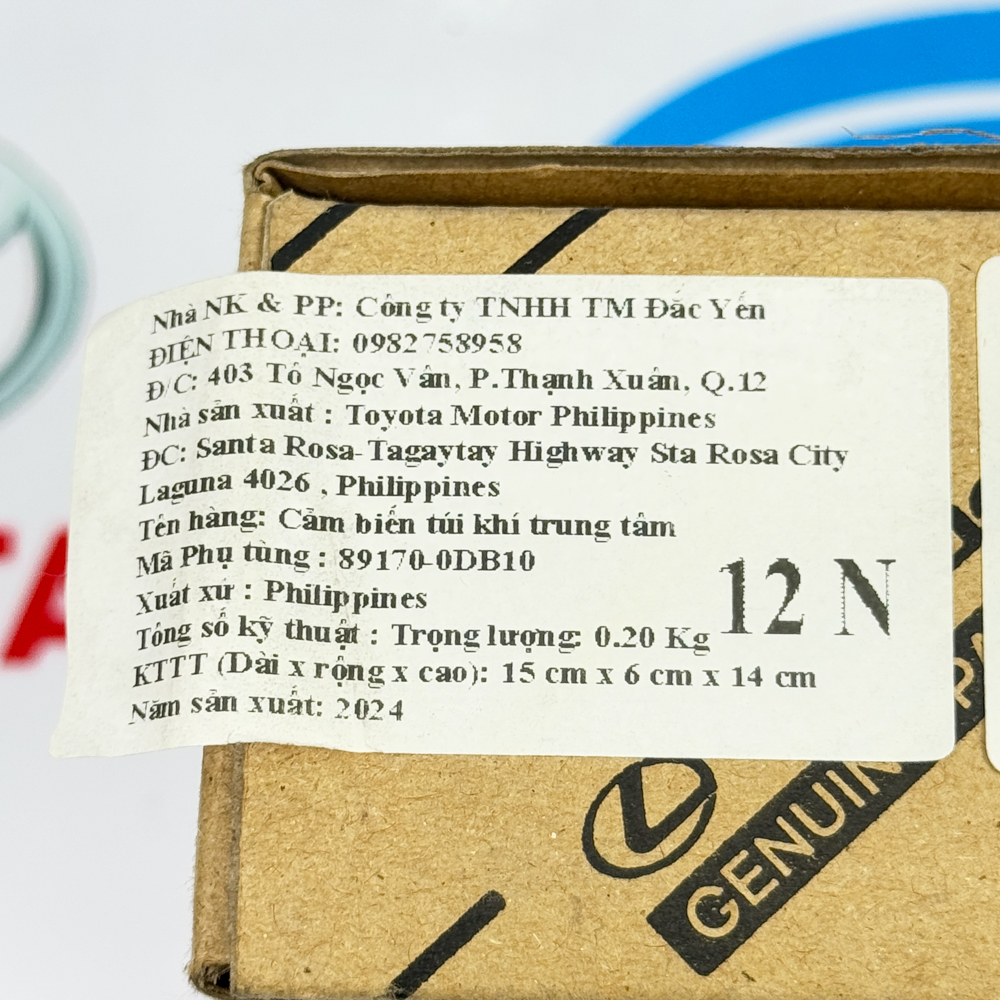 Nhà NK & PP: Công ty TNHH TM Đắc Yến
ĐIỆN THOẠI: 0982758958
Đ/C: 403 Tô Ngọc Vân, P.Thạnh Xuân, Q.12
Nhà sản xuất : Toyota Motor Philippines
ĐC: Santa Rosa-Tagaytay Highway Sta Rosa City
Laguna 4026 , Philippines
Tên hàng: Cảm biến túi khí trung tâm
Mã Phụ tùng : 89170-0DB10
Xuất xứ : Philippines
Tông số kỹ thuật : Trọng lượng: 0.20 Kg
KTTT (Dài x rộng x cao): 15 cm x 6 cm x 14 cm
Năm sản xuất: 2024
12 N
GENUIN
TA